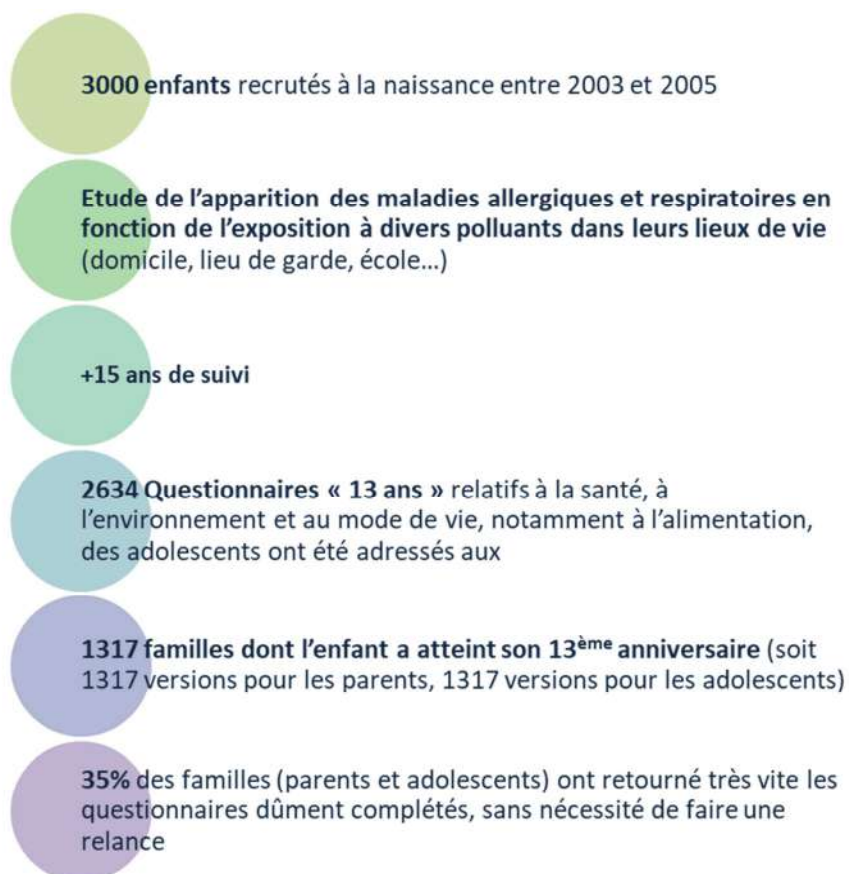 3000 enfants recrutés à la naissance entre 2003 et 2005
Etude de l'apparition des maladies allergiques et respiratoires en
fonction de l'exposition à divers polluants dans leurs lieux de vie
(domicile, lieu de garde, école...)
+15 ans de suivi
2634 Questionnaires « 13 ans » relatifs à la santé, à
l'environnement et au mode de vie, notamment à l'alimentation,
des adolescents ont été adressés aux
1317 familles dont l'enfant a atteint son 13ème anniversaire (soit
1317 versions pour les parents, 1317 versions pour les adolescents)
35% des familles (parents et adolescents) ont retourné très vite les
questionnaires dûment complétés, sans nécessité de faire une
relance